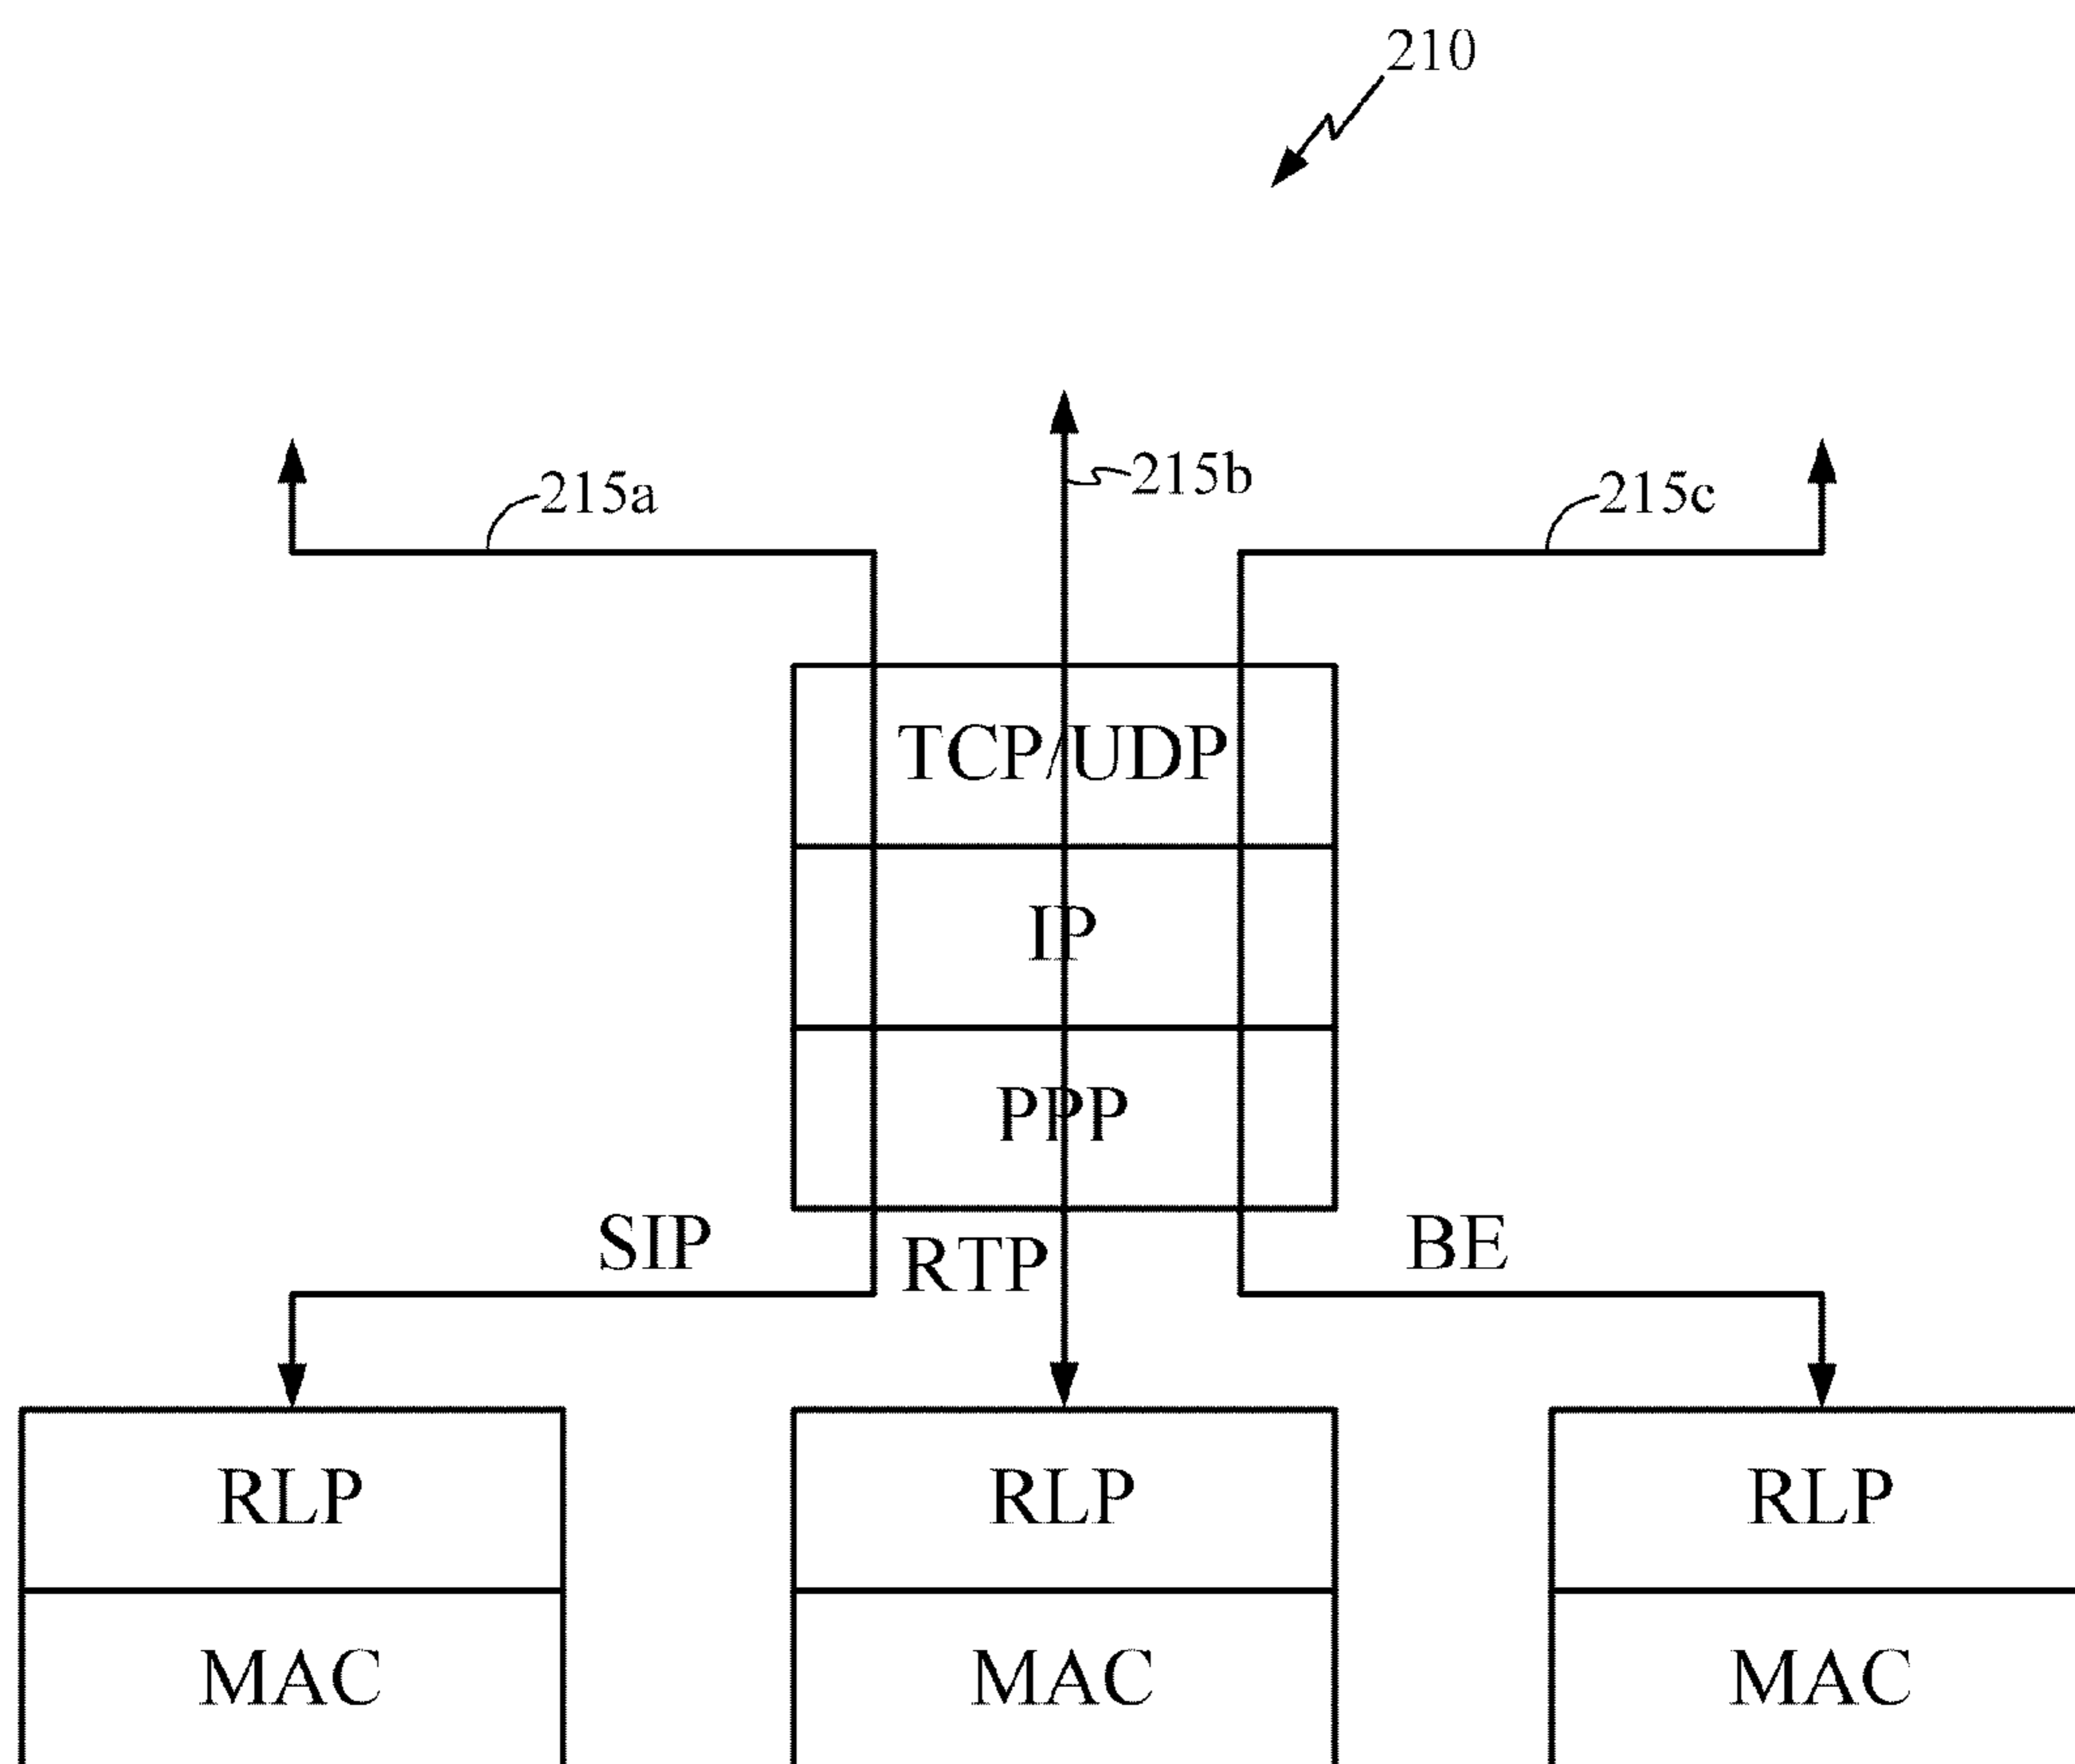 210
215a
215b
215c
TCP/UDP
IP
PPP
SIP
RTP
BE
RLP
RLP
RLP
MAC
MAC
MAC